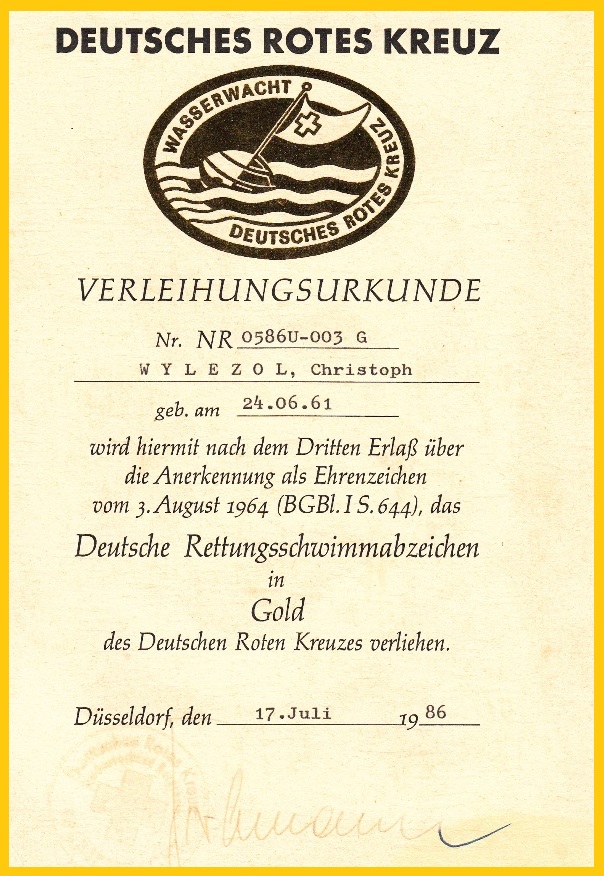 DEUTSCHES ROTES KREUZ
WASSERWACHT
DEUTSCHES ROTES KREUZ
VERLEIHUNGSURKUNDE
Nr. NR 0586U-003 G
W Y L E Z O L, Christoph
geb. am 24.06.61
wird hiermit nach dem Dritten Erlaß über
die Anerkennung als Ehrenzeichen
vom 3. August 1964 (BGBl. I S. 644), das
Deutsche Rettungsschwimmabzeichen
in
Gold
des Deutschen Roten Kreuzes verliehen.
Düsseldorf, den 17.Juli 1986